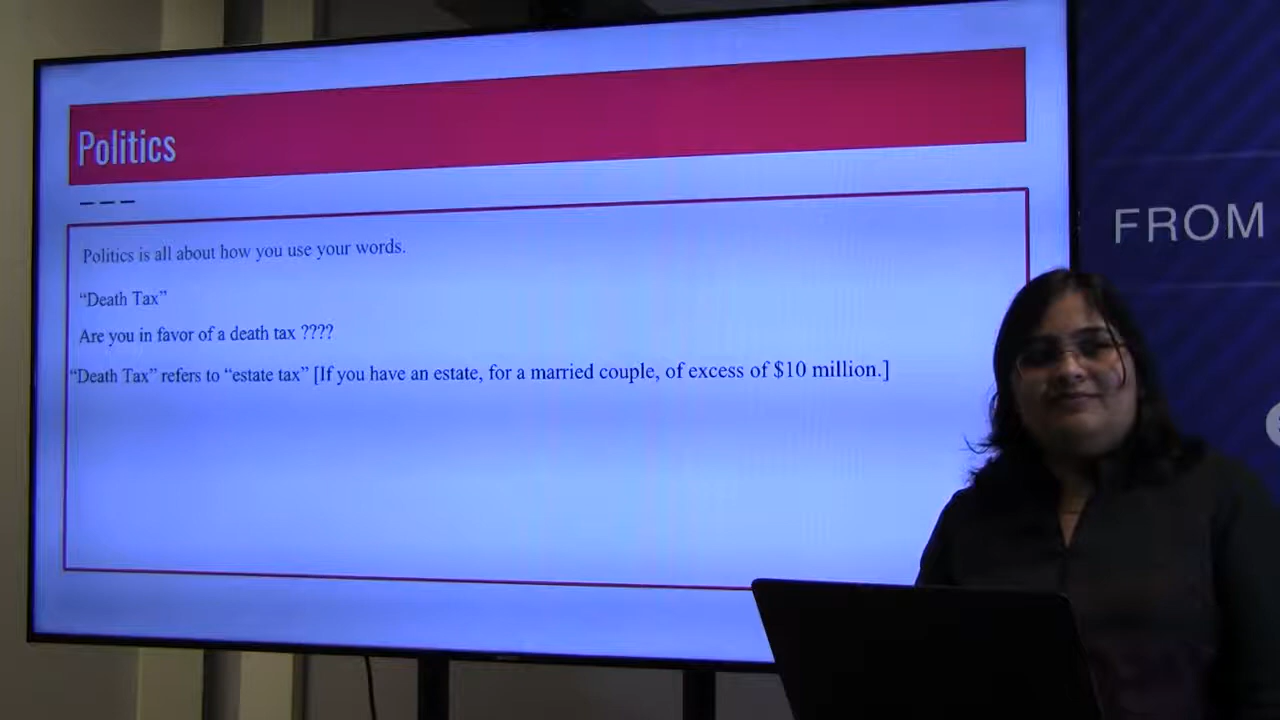 Politics
Politics is all about how you use your words.
“Death Tax”
Are you in favor of a death tax ????
“Death Tax” refers to “estate tax” [If you have an estate, for a married couple, of excess of $10 million.]
FROM